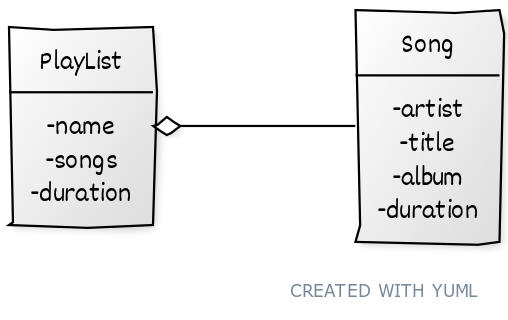 PlayList
-name
-songs
-duration
Song
-artist
-title
-album
-duration
CREATED WITH YUML